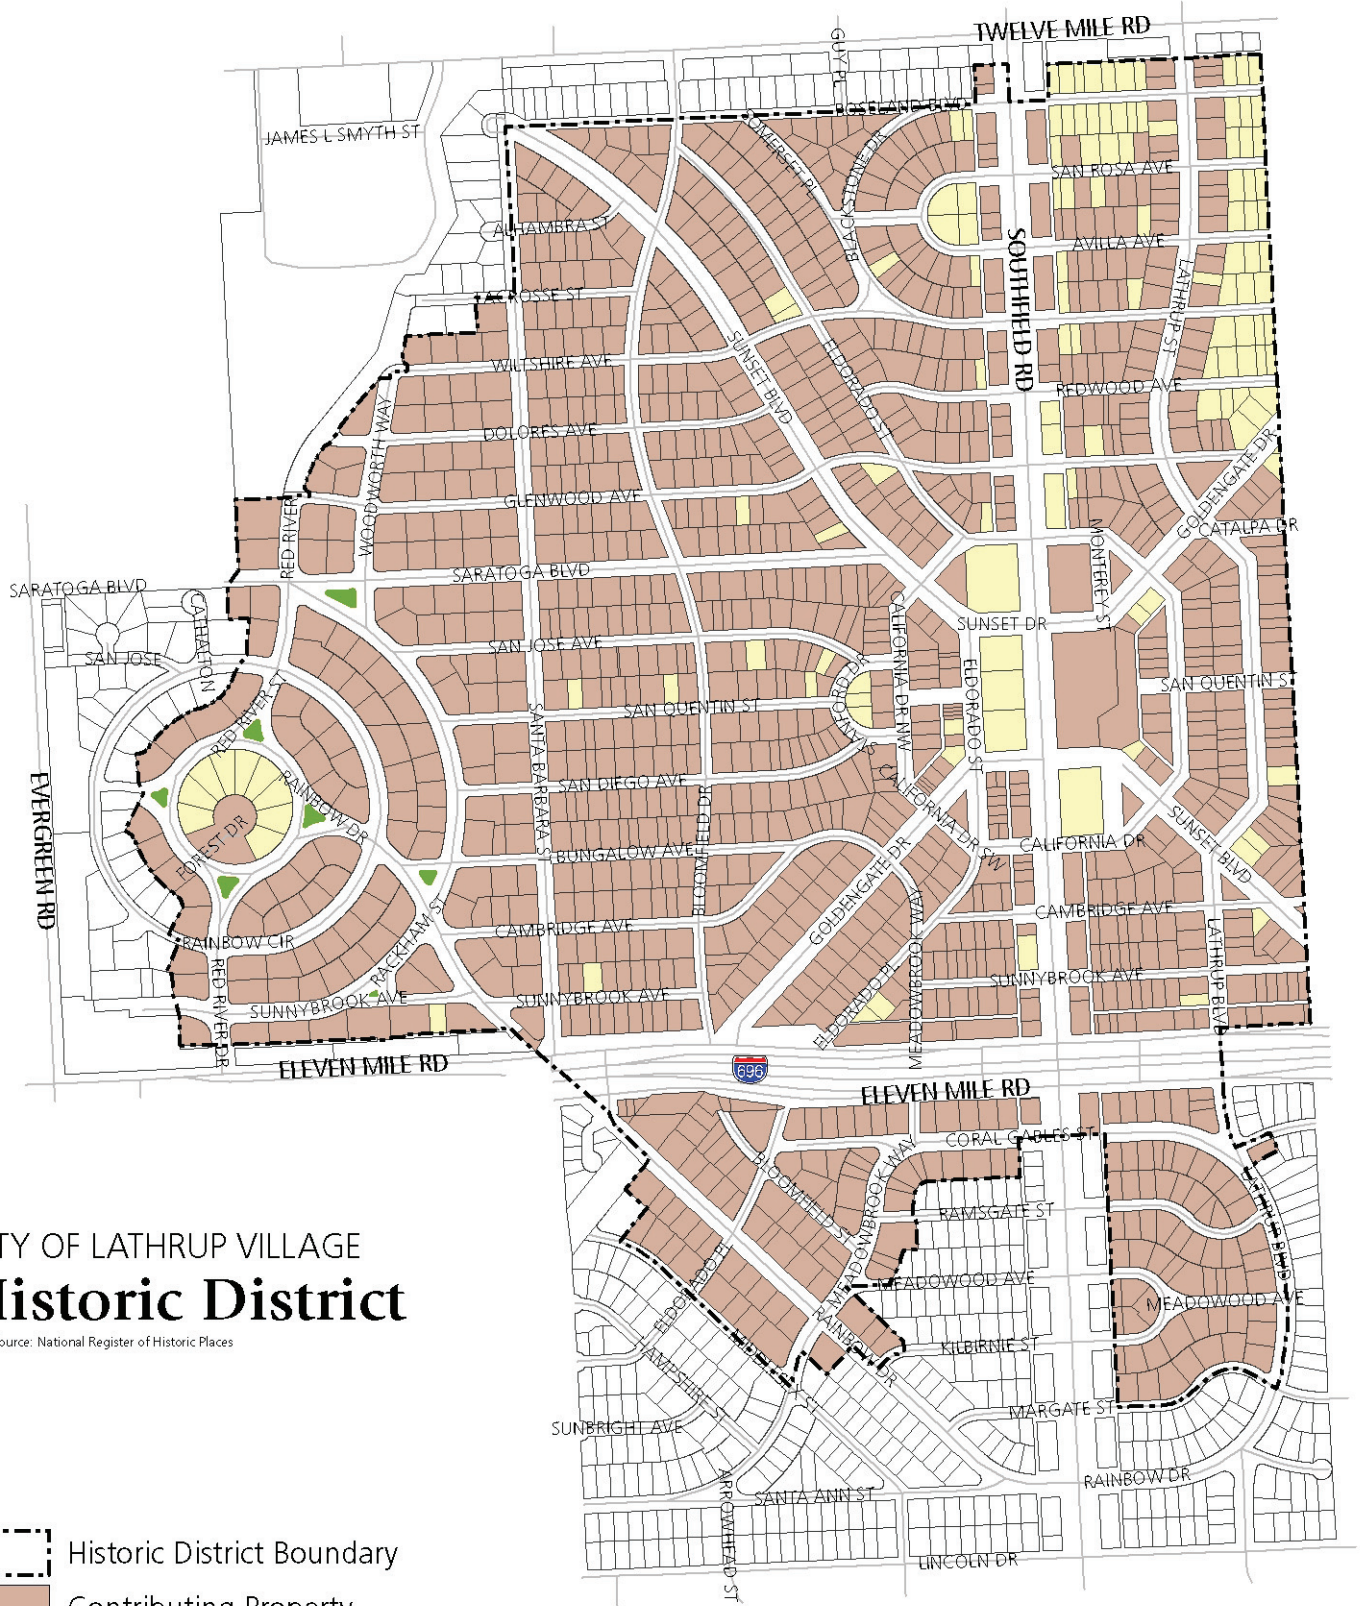 TWELVE MILE RD
GUY PL
JAMES L SMYTH ST
ROSELAND BLVD
SOMERSET PL
BLACKSTONE DR
SAN ROSA AVE
ALHAMBRA ST
AVILLA AVE
SOUTHFIELD RD
LACROSSE ST
LATHRUP ST
WILTSHIRE AVE
SUNSET BLVD
ELDORADO ST
REDWOOD AVE
WOODWORTH WAY
DOLORES AVE
GLENWOOD AVE
GOLDENGATE DR
RED RIVER
CATALPA DR
MONTEREY ST
SARATOGA BLVD
SARATOGA BLVD
CATHALTON
CALIFORNIA DR NW
SUNSET DR
SAN JOSE AVE
SAN JOSE
SANFORD DR
ELDORADO ST
SAN QUENTIN ST
RED RIVER ST
SANTA BARBARA ST
SAN QUENTIN ST
EVERGREEN RD
RAINBOW DR
SAN DIEGO AVE
BLOOMFIELD DR
CALIFORNIA DR SW
SUNSET BLVD
FOREST DR
BUNGALOW AVE
GOLDENGATE DR
CALIFORNIA DR
RACKHAM ST
CAMBRIDGE AVE
CAMBRIDGE AVE
LATHRUP BLVD
RAINBOW CIR
MEADOWBROOK WAY
RED RIVER DR
SUNNYBROOK AVE
SUNNYBROOK AVE
SUNNYBROOK AVE
ELDORADO PL
ELEVEN MILE RD
696
ELEVEN MILE RD
CORAL GABLES ST
BLOOMFIELD ST
MEADOWBROOK WAY
RAMSGATE ST
LATHRUP BLVD
TY OF LATHRUP VILLAGE
Historic District
ource: National Register of Historic Places
ELDORADO PL
MEADOWOOD AVE
MEADOWOOD AVE
RAINBOW DR
KILBIRNIE ST
MARGATE ST
SUNBRIGHT AVE
ARROWHEAD ST
SANTA ANN ST
RAINBOW DR
LINCOLN DR
Historic District Boundary
Contributing Property